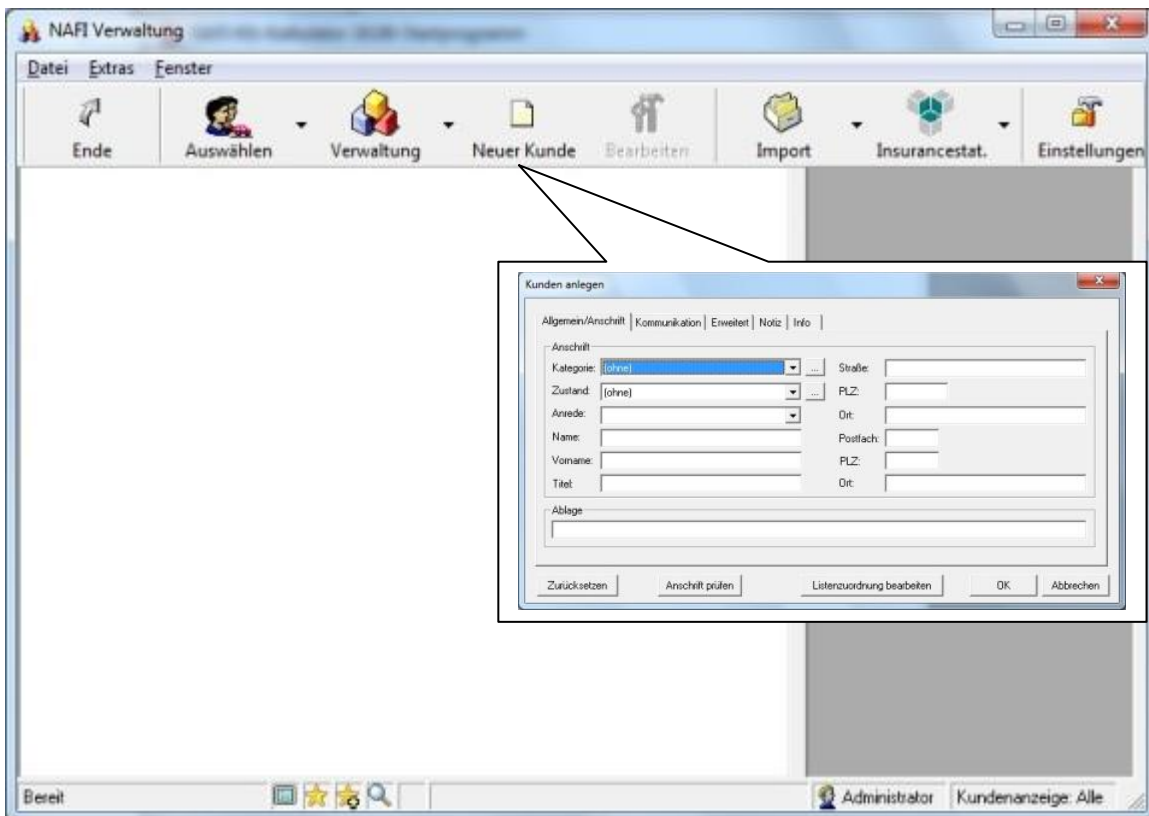 NAFI Verwaltung
Datei Extras Fenster
Ende Auswählen Verwaltung Neuer Kunde Bearbeiten Import Insurancestat. Einstellungen
Kunden anlegen
Allgemein/Anschrift Kommunikation Erweitert Notiz Info
Anschrift
Kategorie: (ohne) ... Straße:
Zustand: (ohne) ... PLZ:
Anrede: Ort:
Name: Postfach:
Vorname: PLZ:
Titel: Ort:
Ablage
Zurücksetzen Anschrift prüfen Listenzuordnung bearbeiten OK Abbrechen
Bereit Administrator Kundenanzeige: Alle